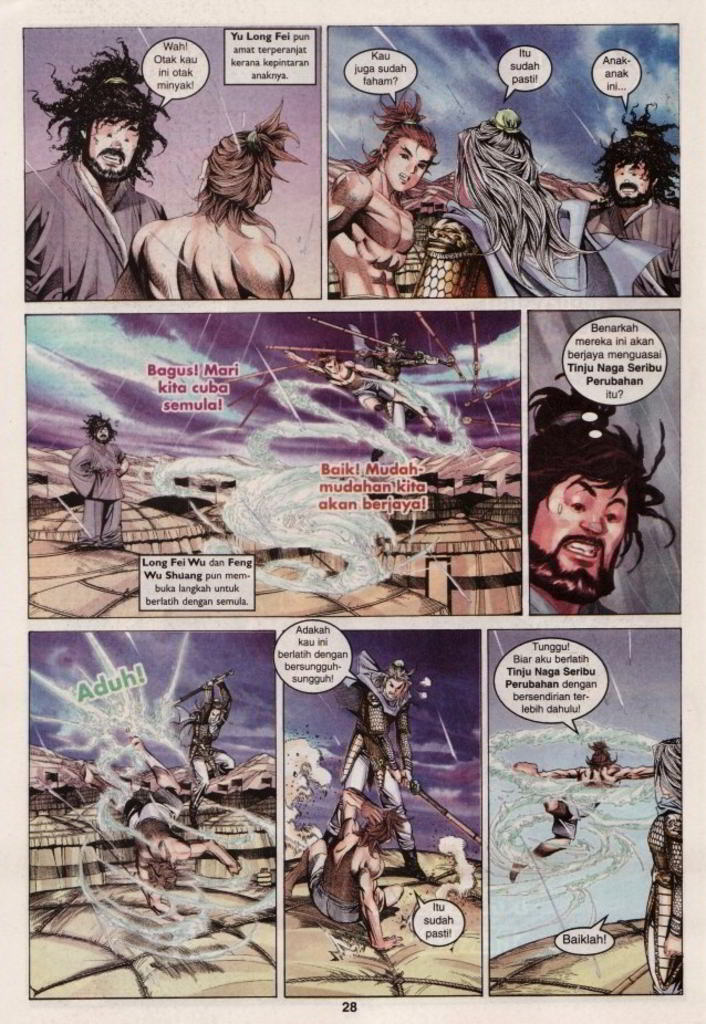 Wah!
Otak kau
ini otak
minyak!
Yu Long Fei pun
amat terperanjat
kerana kepintaran
anaknya.
Kau
juga sudah
faham?
Itu
sudah
pasti!
Anak-
anak
ini...
Bagus! Mari
kita cuba
semula!
Baik! Mudah-
mudahan kita
akan berjaya!
Long Fei Wu dan Feng
Wu Shuang pun mem-
buka langkah untuk
berlatih dengan semula.
Benarkah
mereka ini akan
berjaya menguasai
Tinju Naga Seribu
Perubahan
itu?
Aduh!
Adakah
kau ini
berlatih dengan
bersungguh-
sungguh!
Itu
sudah
pasti!
Tunggu!
Biar aku berlatih
Tinju Naga Seribu
Perubahan dengan
bersendirian ter-
lebih dahulu!
Baiklah!
28